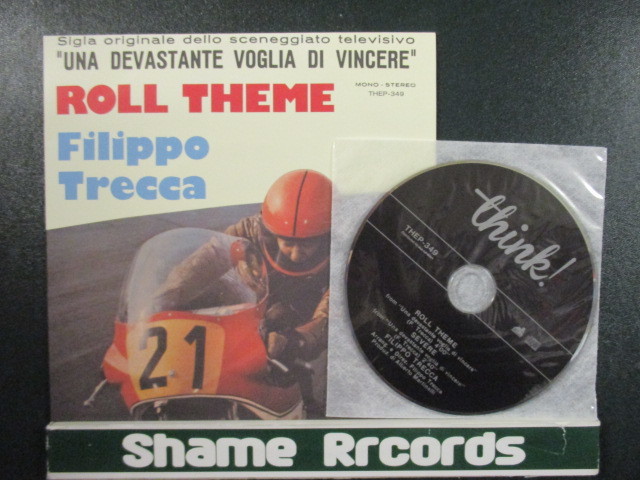 Sigla originale dello sceneggiato televisivo
"UNA DEVASTANTE VOGLIA DI VINCERE"
MONO - STEREO
THEP-349
ROLL THEME
Filippo
Trecca
21
think!
THEP-349
ROLL THEME
SEVERE
FILIPPO TRECCA
Shame Rrcords